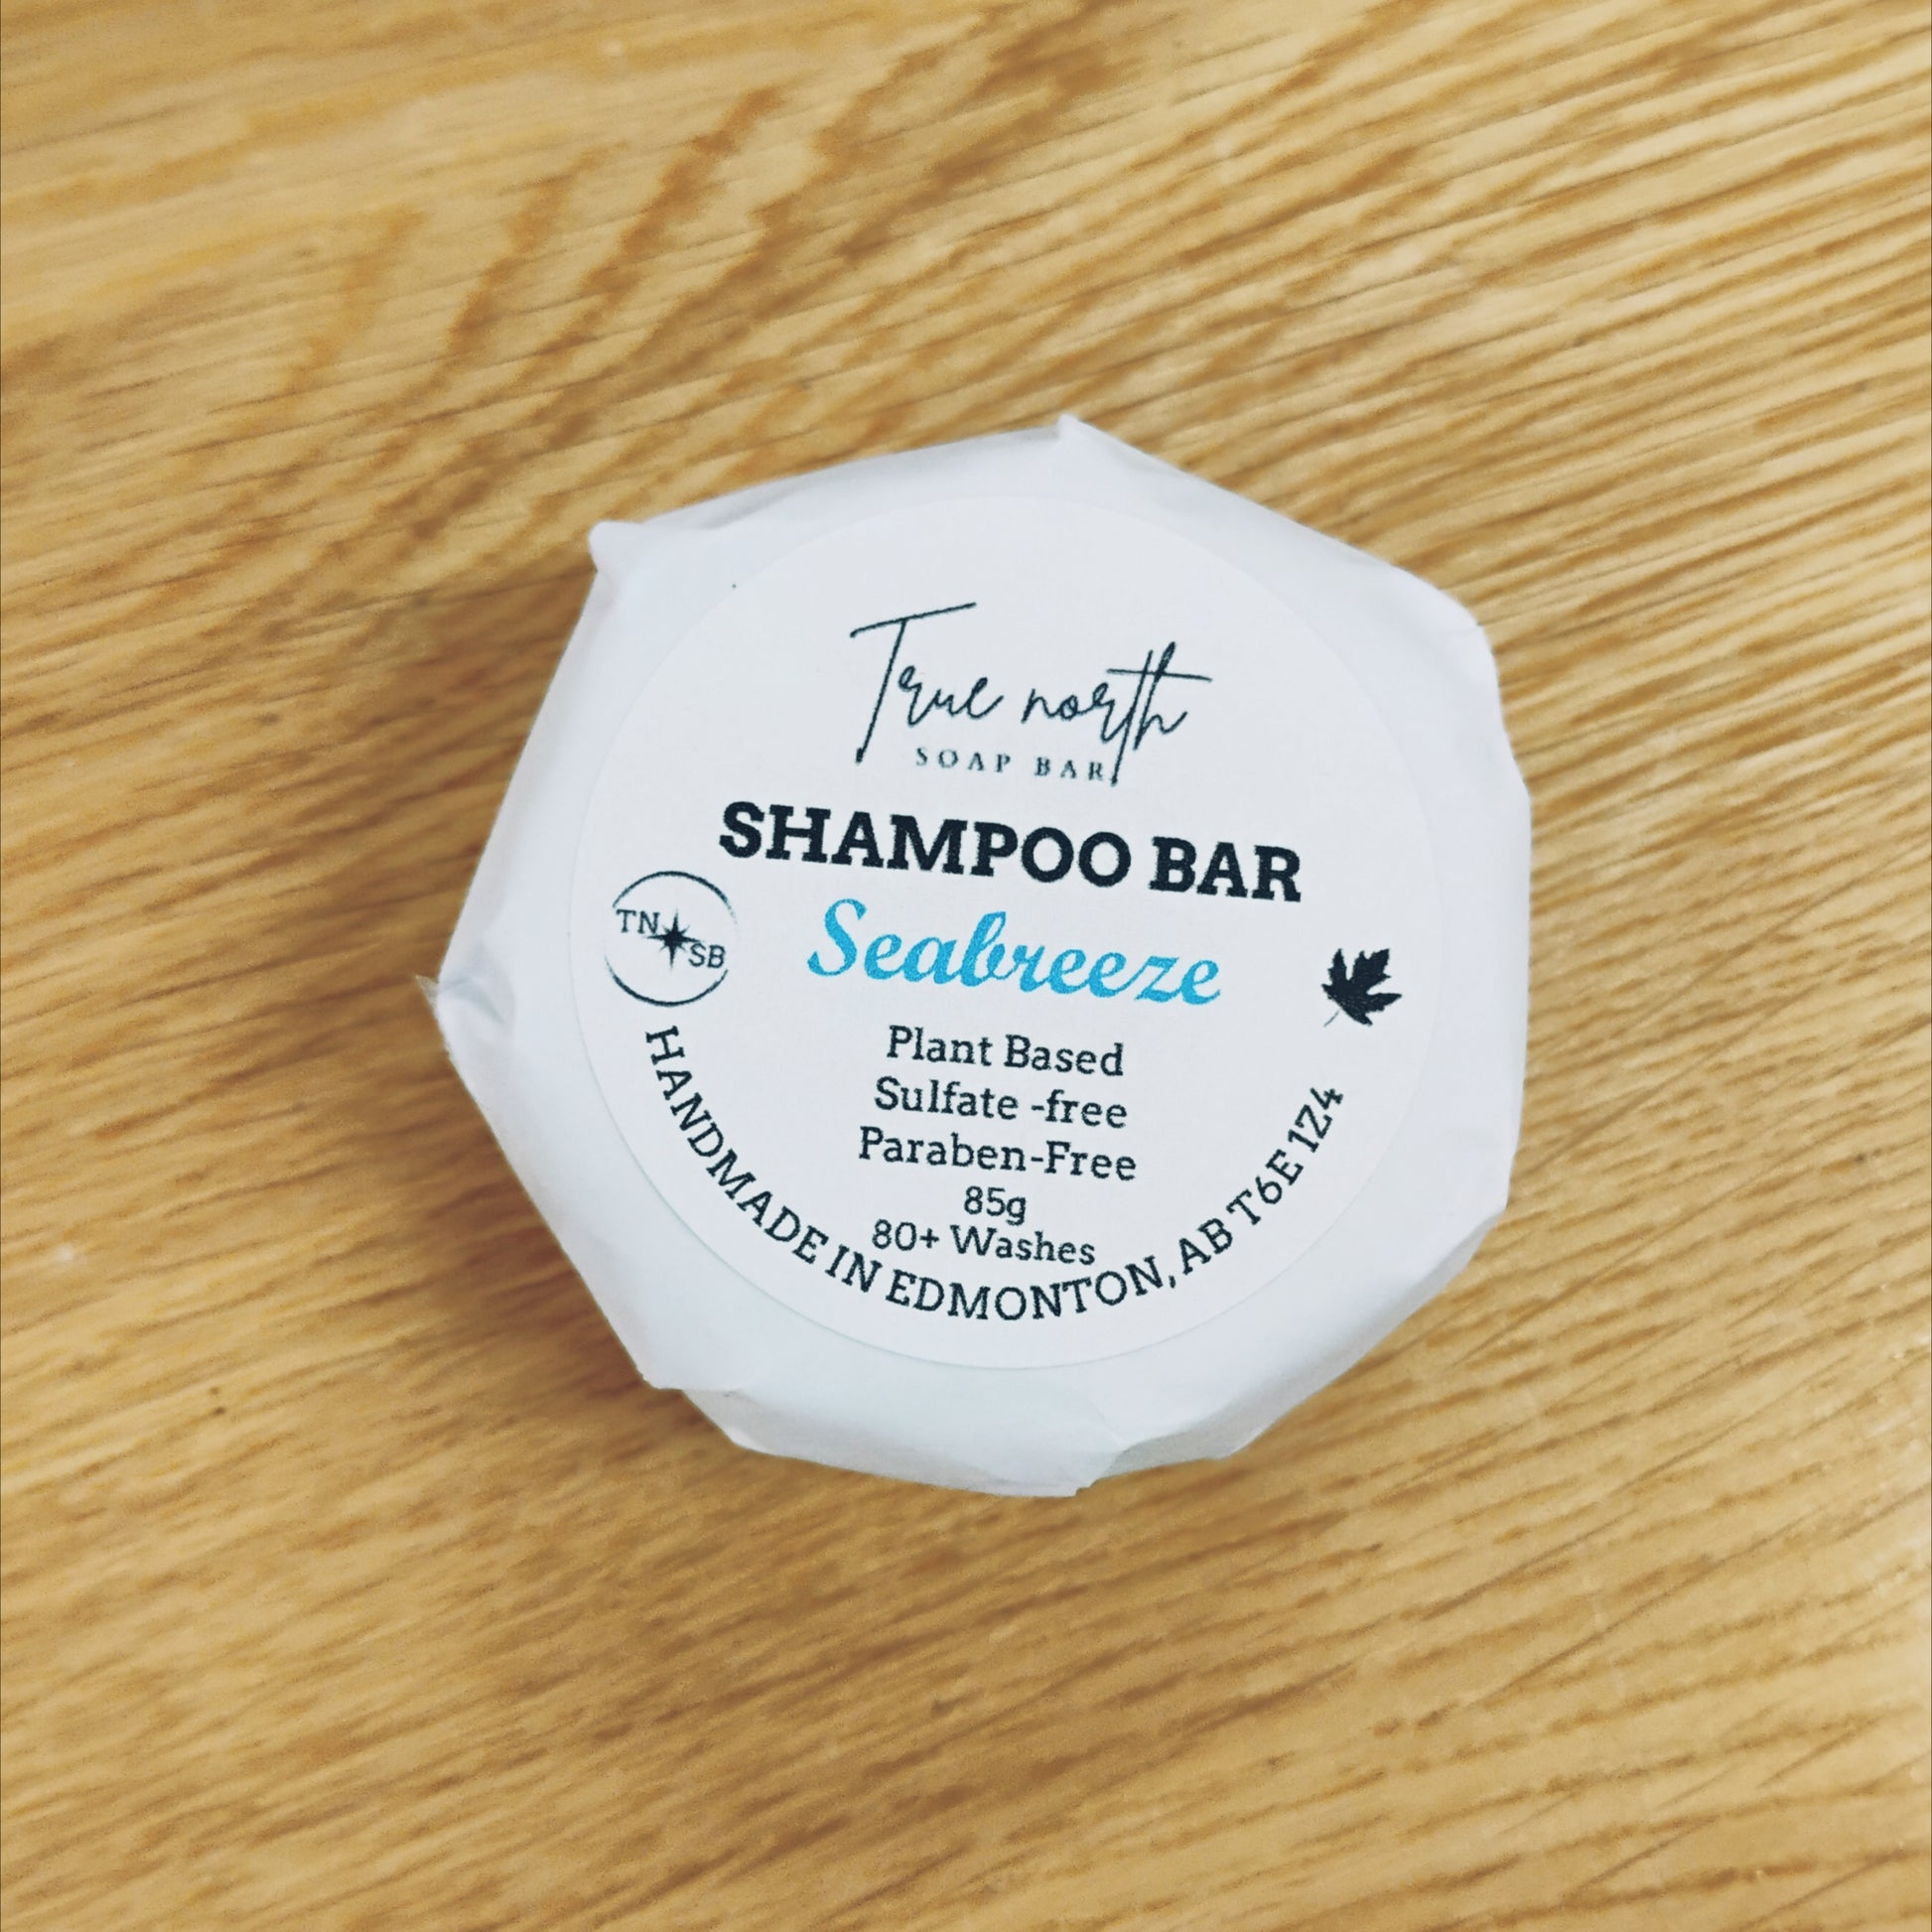 True north
SOAP BAR
SHAMPOO BAR
TN SB
Seabreeze
Plant Based
Sulfate -free
Paraben-Free
85g
80+ Washes
HANDMADE IN EDMONTON, AB T6E 1Z4